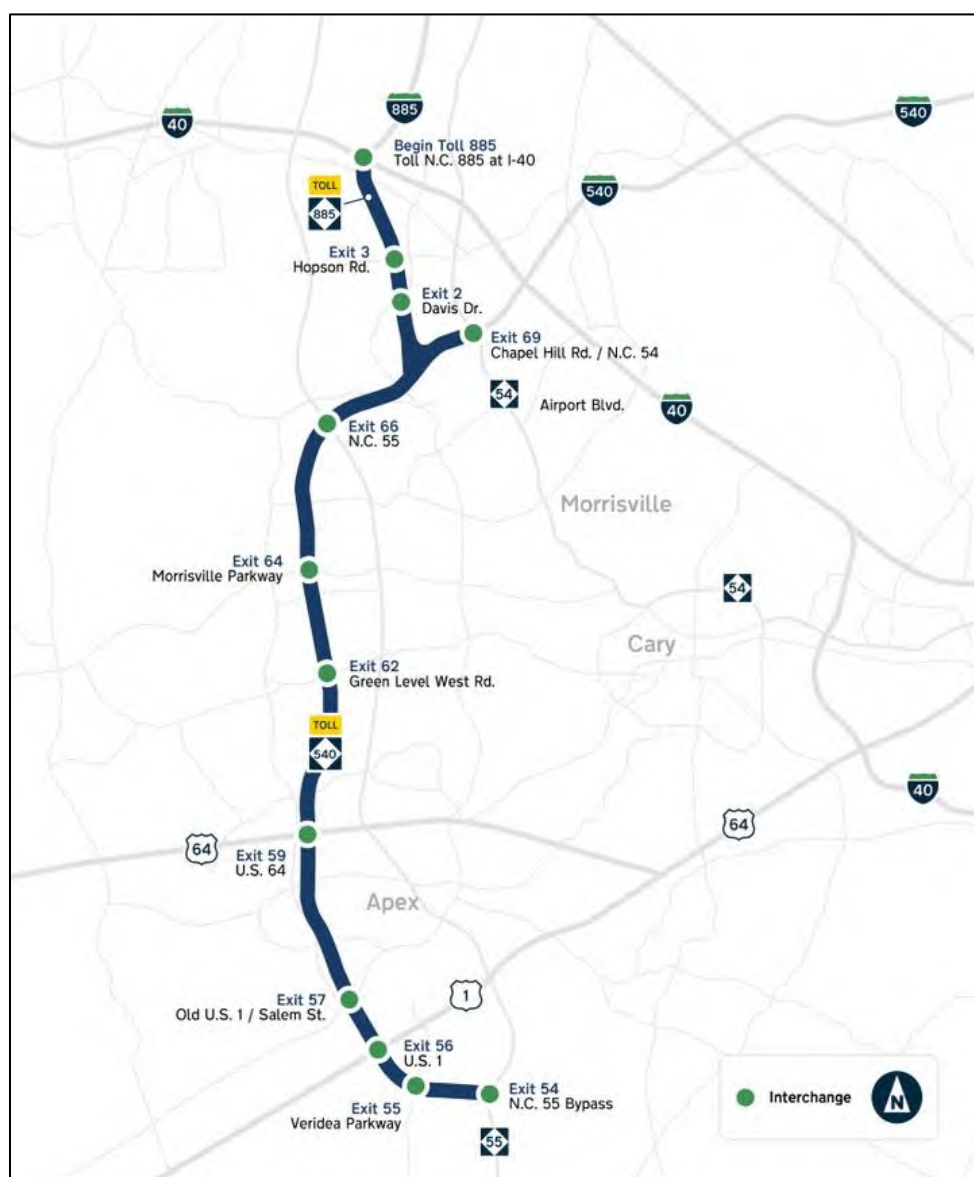 885
540
40
Begin Toll 885
Toll N.C. 885 at I-40
TOLL
885
540
Exit 3
Hopson Rd.
Exit 2
Davis Dr.
Exit 69
Chapel Hill Rd. / N.C. 54
54
Airport Blvd.
40
Exit 66
N.C. 55
Morrisville
Exit 64
Morrisville Parkway
54
Cary
Exit 62
Green Level West Rd.
TOLL
540
40
64
64
Exit 59
U.S. 64
Apex
1
Exit 57
Old U.S. 1 / Salem St.
Exit 56
U.S. 1
Exit 55
Veridea Parkway
Exit 54
N.C. 55 Bypass
55
Interchange
N